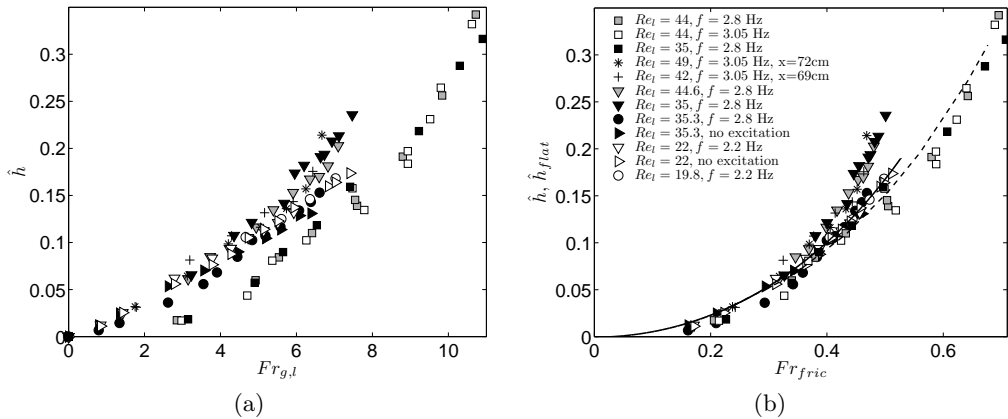 0.35
0.3
0.25
0.2
0.15
0.1
0.05
0
ĥ
0 2 4 6 8 10
Fr_{g,l}
(a)
0.35
0.3
0.25
0.2
0.15
0.1
0.05
0
ĥ, ĥ_{flat}
Re_l = 44, f = 2.8 Hz
Re_l = 44, f = 3.05 Hz
Re_l = 35, f = 2.8 Hz
Re_l = 49, f = 3.05 Hz, x=72cm
Re_l = 42, f = 3.05 Hz, x=69cm
Re_l = 44.6, f = 2.8 Hz
Re_l = 35, f = 2.8 Hz
Re_l = 35.3, f = 2.8 Hz
Re_l = 35.3, no excitation
Re_l = 22, f = 2.2 Hz
Re_l = 22, no excitation
Re_l = 19.8, f = 2.2 Hz
0 0.2 0.4 0.6
Fr_{fric}
(b)